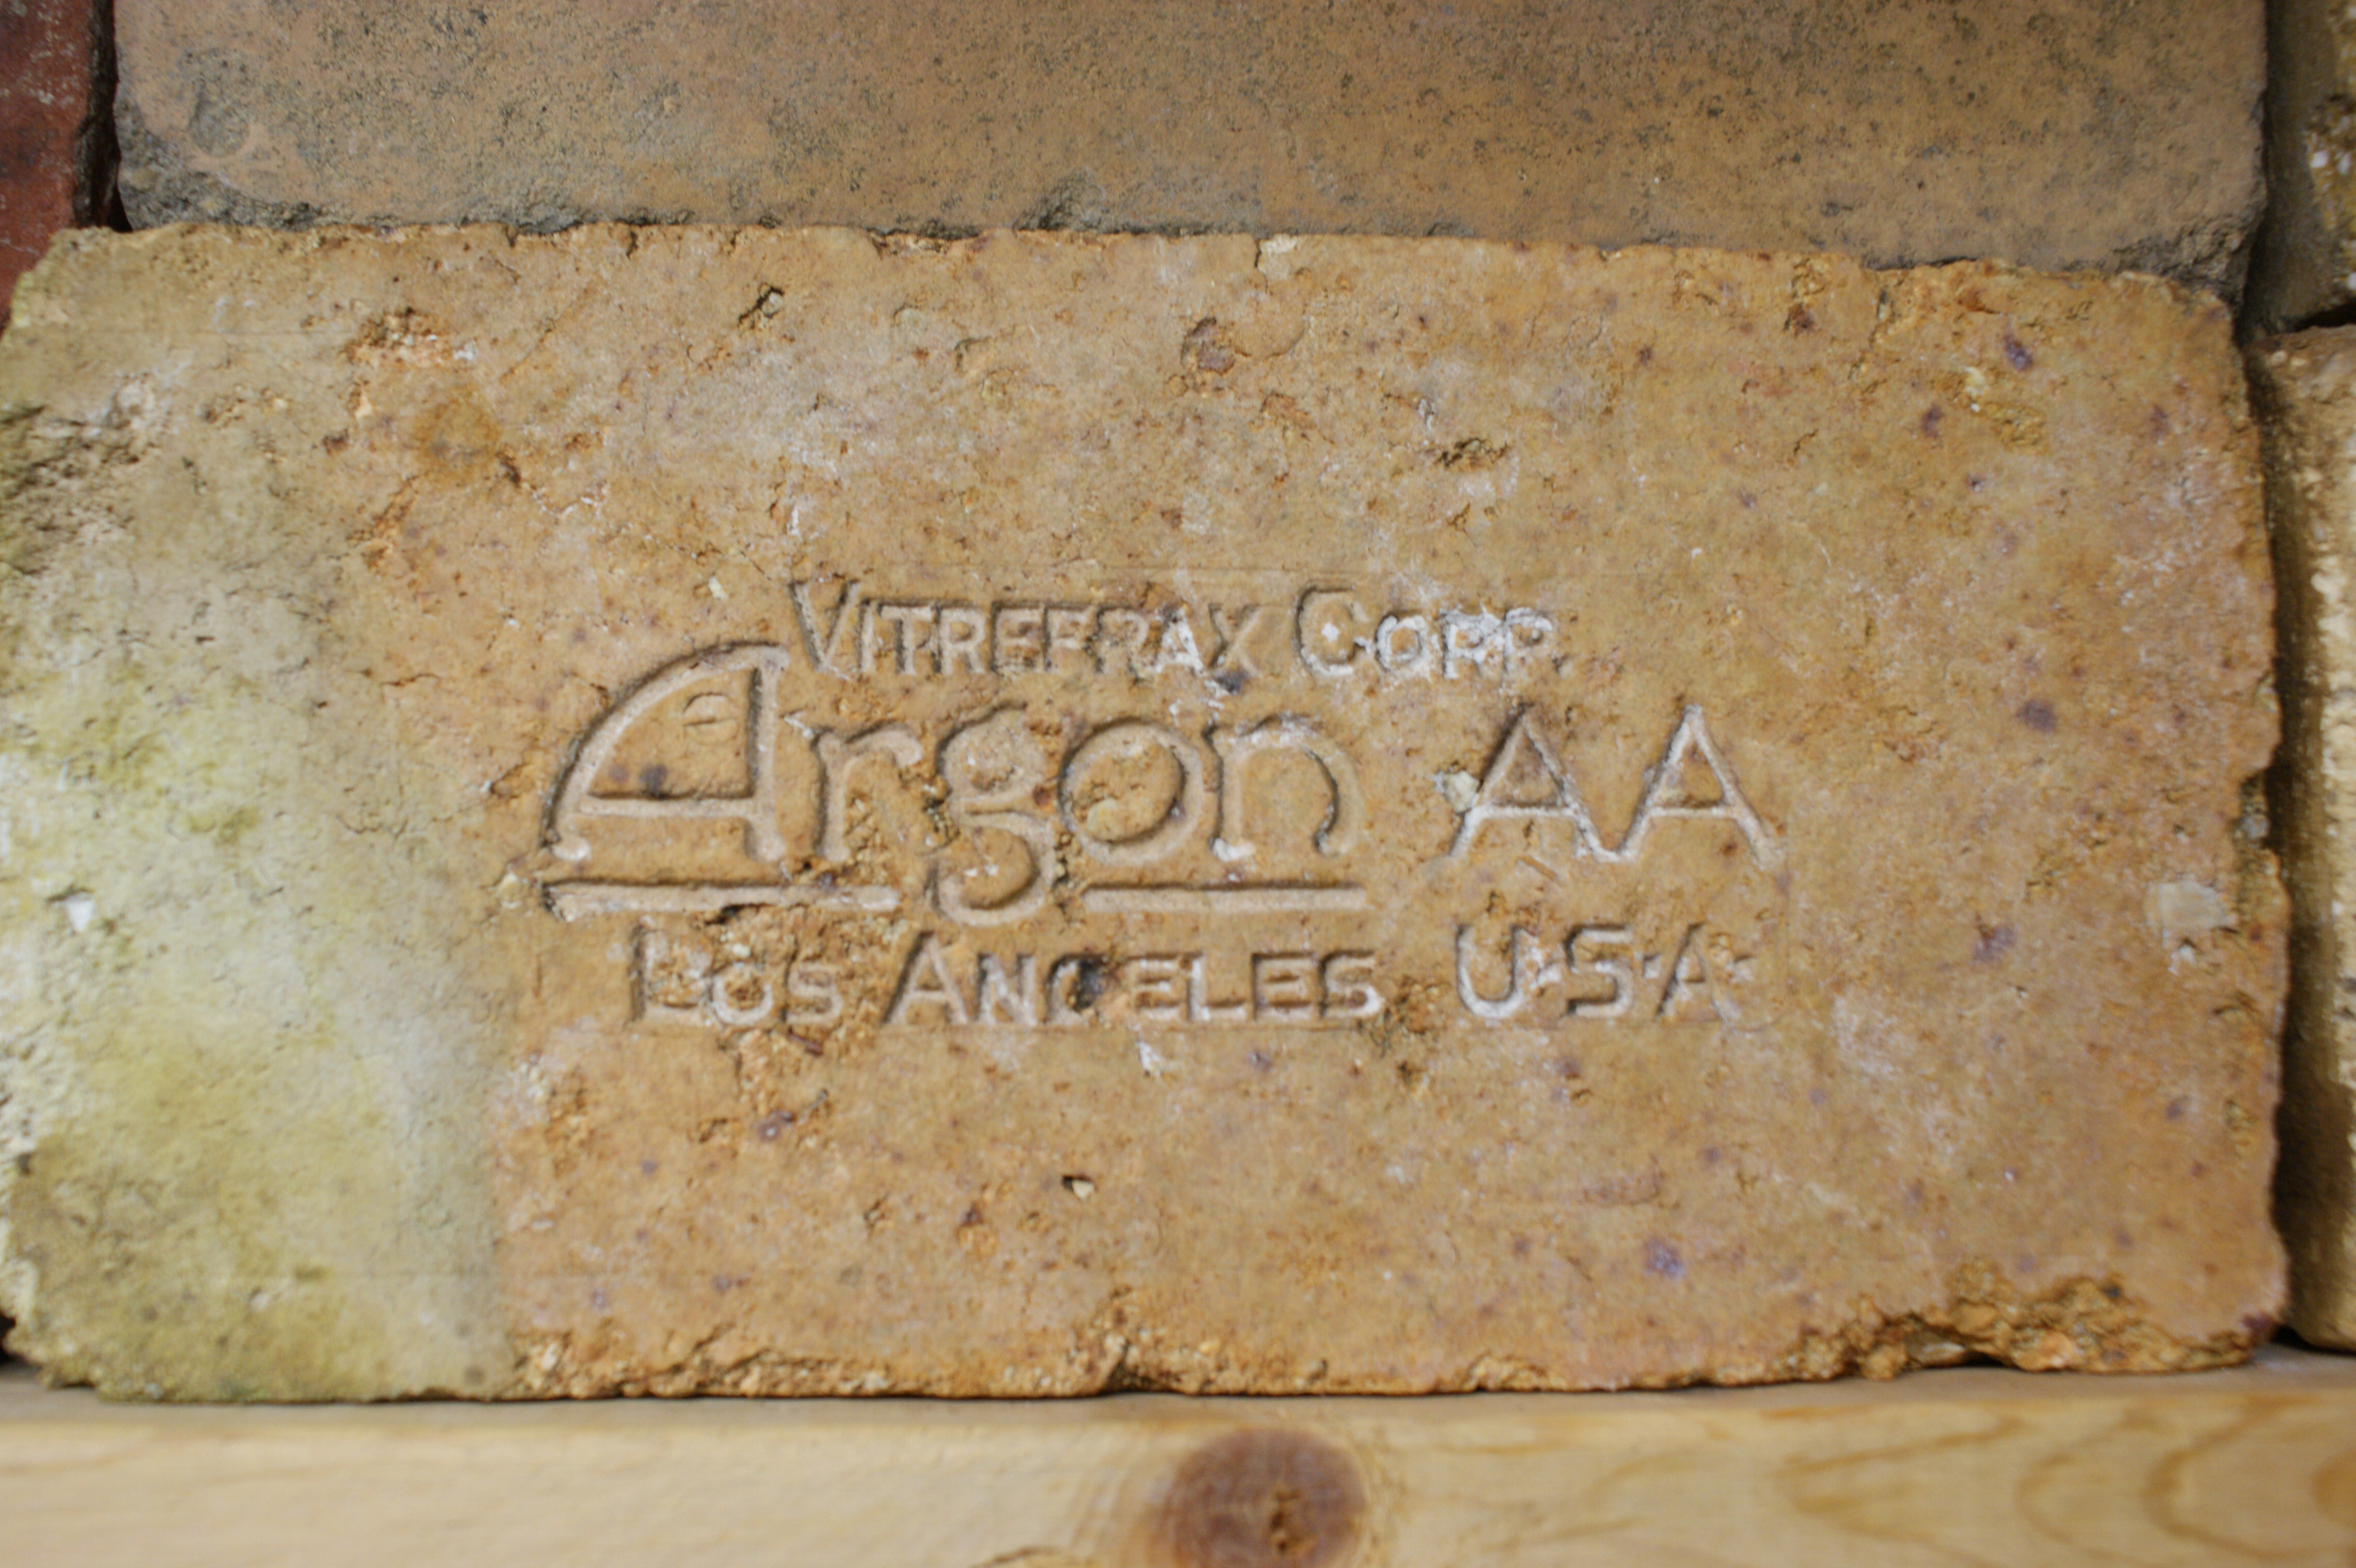 VITREFRAX CORP.
Argon AA
LOS ANGELES U·S·A·